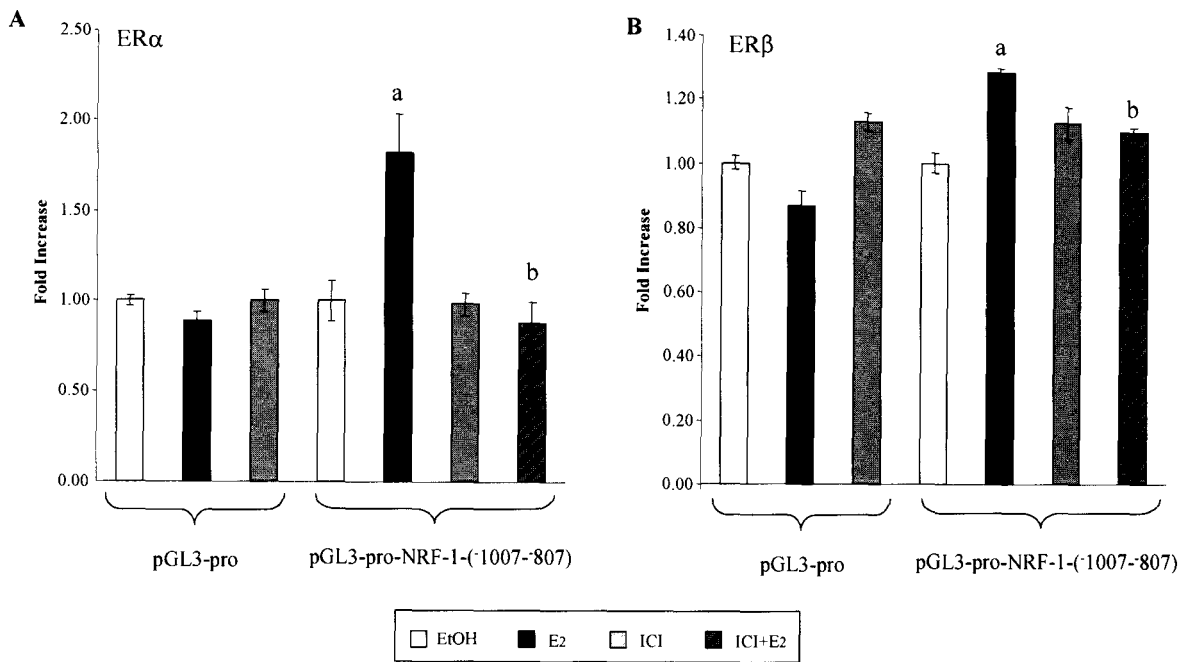 A
ERα
Fold Increase
2.50
2.00
1.50
1.00
0.50
0.00
a
b
pGL3-pro
pGL3-pro-NRF-1-(⁻1007-⁻807)
B
ERβ
Fold Increase
1.40
1.20
1.00
0.80
0.60
0.40
0.20
0.00
a
b
pGL3-pro
pGL3-pro-NRF-1-(⁻1007-⁻807)
EtOH E2 ICI ICI+E2